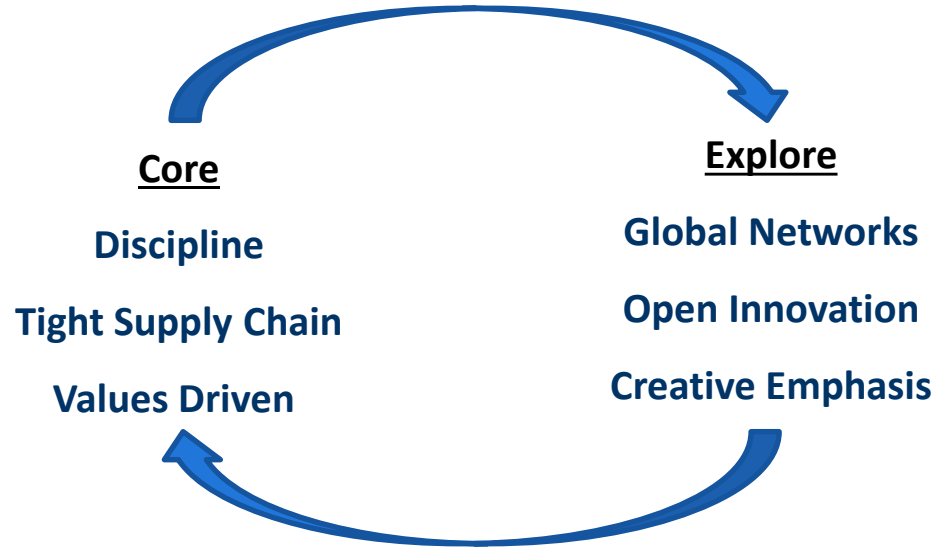 Core
Discipline
Tight Supply Chain
Values Driven
Explore
Global Networks
Open Innovation
Creative Emphasis